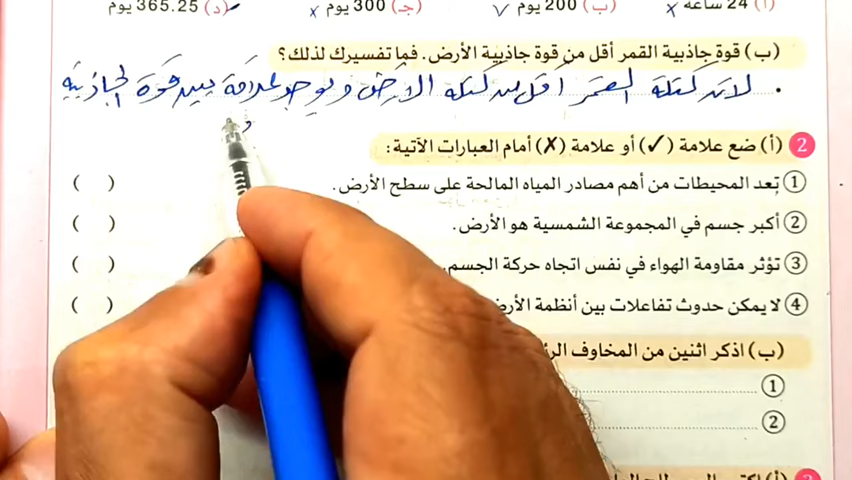 (أ) 24 ساعة x (ب) 200 يوم √ (جـ) 300 يوم x (د) 365.25 يوم ✓
(ب) قوة جاذبية القمر أقل من قوة جاذبية الأرض. فما تفسيرك لذلك؟
لان كتلة القمر أقل من كتلة الأرض ويوجد علاقة بين قوة الجاذبية
و
2 (أ) ضع علامة (✓) أو علامة (✗) أمام العبارات الآتية:
① تعد المحيطات من أهم مصادر المياه المالحة على سطح الأرض. ( )
② أكبر جسم في المجموعة الشمسية هو الأرض. ( )
③ تؤثر مقاومة الهواء في نفس اتجاه حركة الجسم. ( )
④ لا يمكن حدوث تفاعلات بين أنظمة ( )
(ب) اذكر اثنين من المخاوف
①
②
3